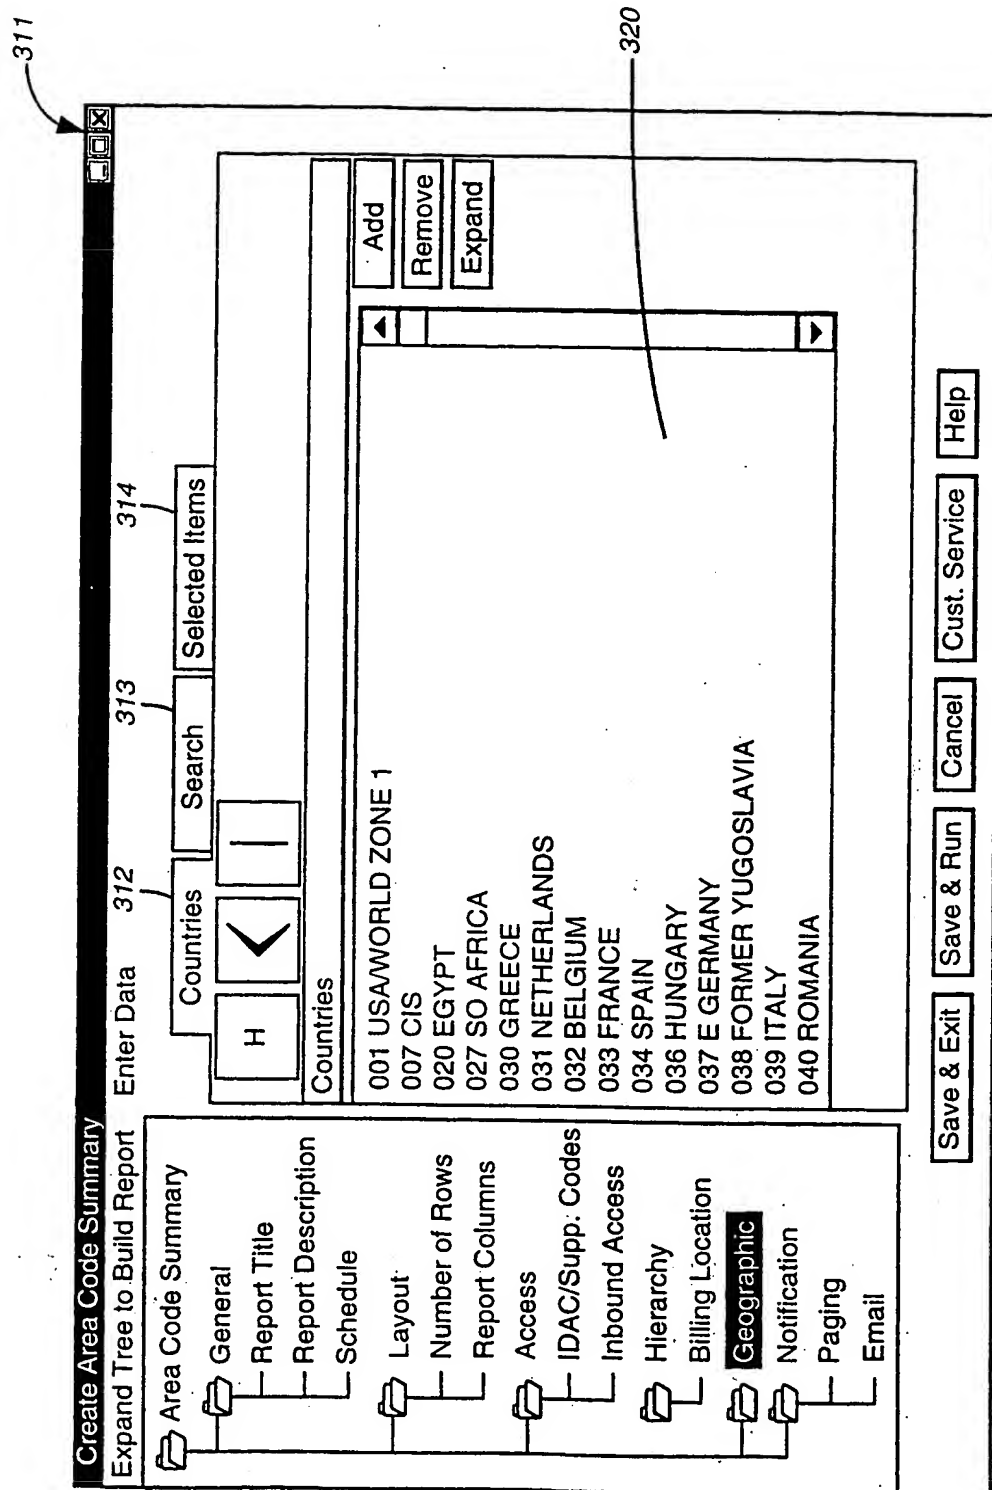 311
Create Area Code Summary
Expand Tree to Build Report
Enter Data
312
313
314
Area Code Summary
General
Report Title
Report Description
Schedule
Layout
Number of Rows
Report Columns
Access
IDAC/Supp. Codes
Inbound Access
Hierarchy
Billing Location
Geographic
Notification
Paging
Email
Countries
Search
Selected Items
H
Countries
001 USA/WORLD ZONE 1
007 CIS
020 EGYPT
027 SO AFRICA
030 GREECE
031 NETHERLANDS
032 BELGIUM
033 FRANCE
034 SPAIN
036 HUNGARY
037 E GERMANY
038 FORMER YUGOSLAVIA
039 ITALY
040 ROMANIA
Add
Remove
Expand
320
Save & Exit
Save & Run
Cancel
Cust. Service
Help